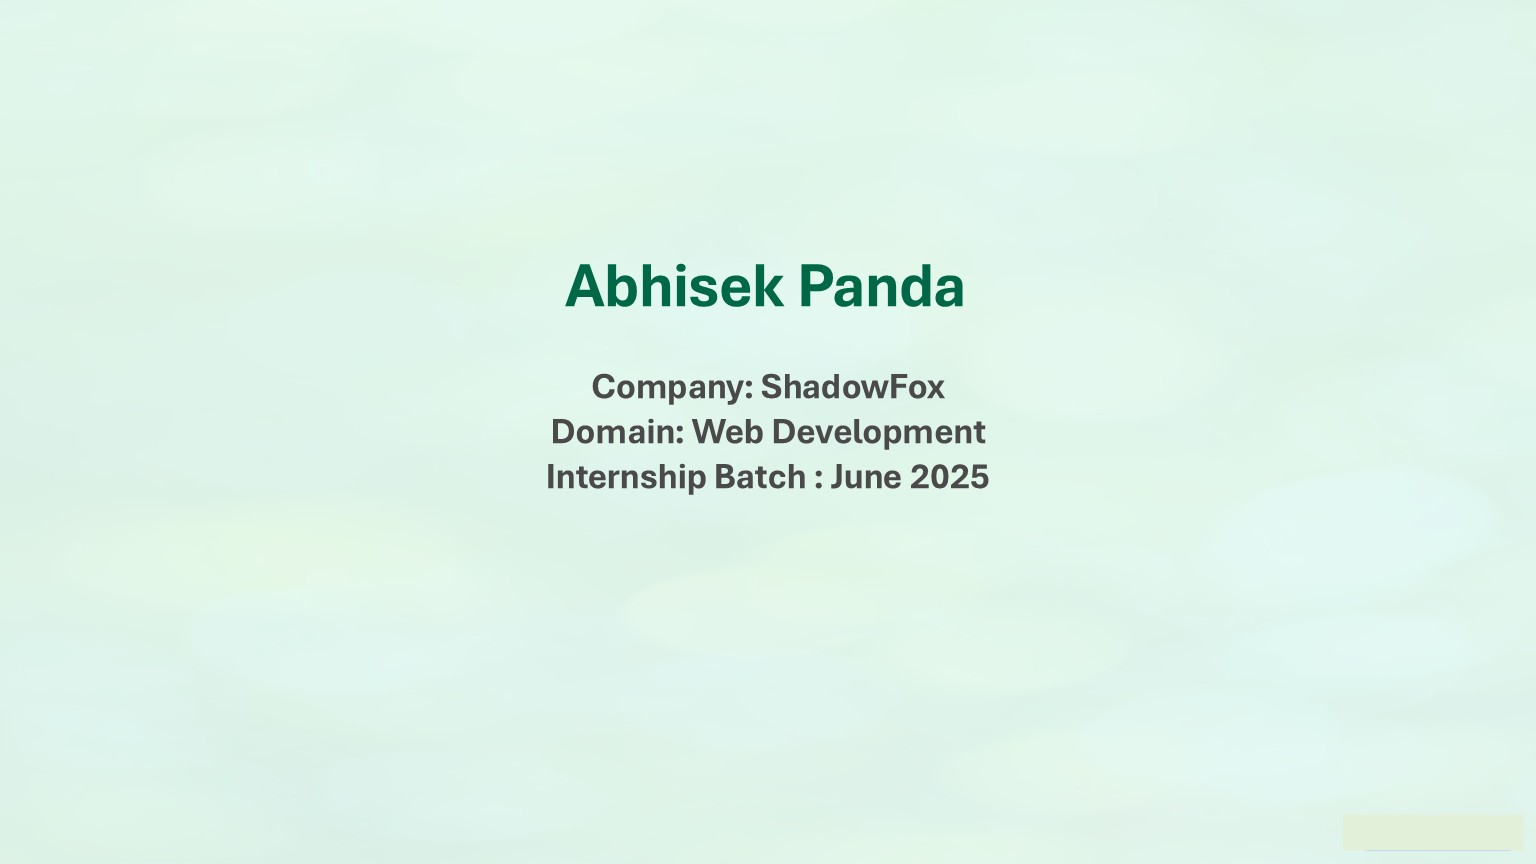 Abhisek Panda
Company: ShadowFox
Domain: Web Development
Internship Batch : June 2025